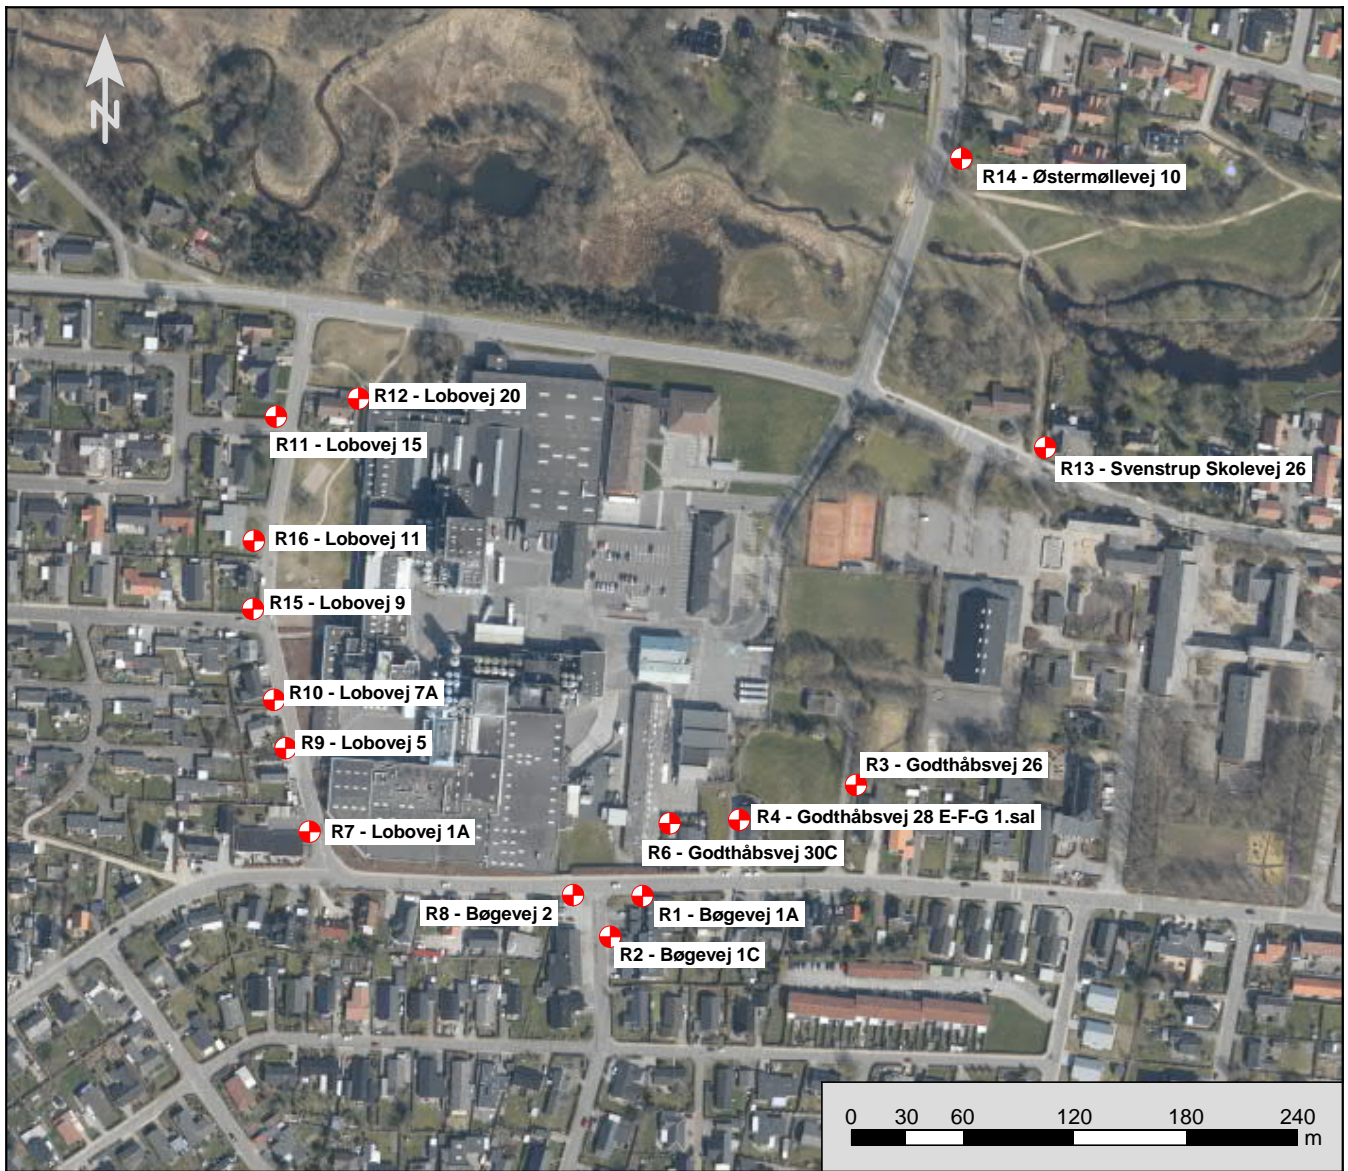 N
R14 - Østermøllevej 10
R12 - Lobovej 20
R11 - Lobovej 15
R13 - Svenstrup Skolevej 26
R16 - Lobovej 11
R15 - Lobovej 9
R10 - Lobovej 7A
R9 - Lobovej 5
R3 - Godthåbsvej 26
R4 - Godthåbsvej 28 E-F-G 1.sal
R7 - Lobovej 1A
R6 - Godthåbsvej 30C
R8 - Bøgevej 2
R1 - Bøgevej 1A
R2 - Bøgevej 1C
0 30 60 120 180 240
m